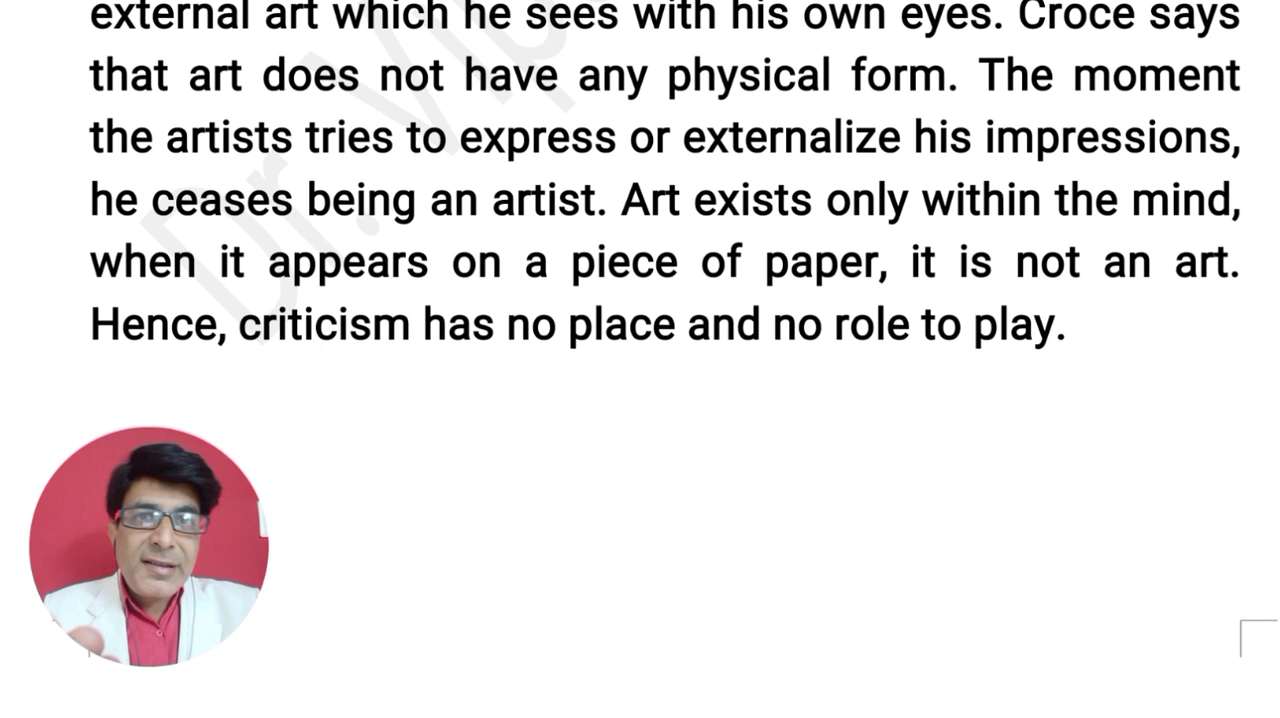 external art which he sees with his own eyes. Croce says
that art does not have any physical form. The moment
the artists tries to express or externalize his impressions,
he ceases being an artist. Art exists only within the mind,
when it appears on a piece of paper, it is not an art.
Hence, criticism has no place and no role to play.
Dr.